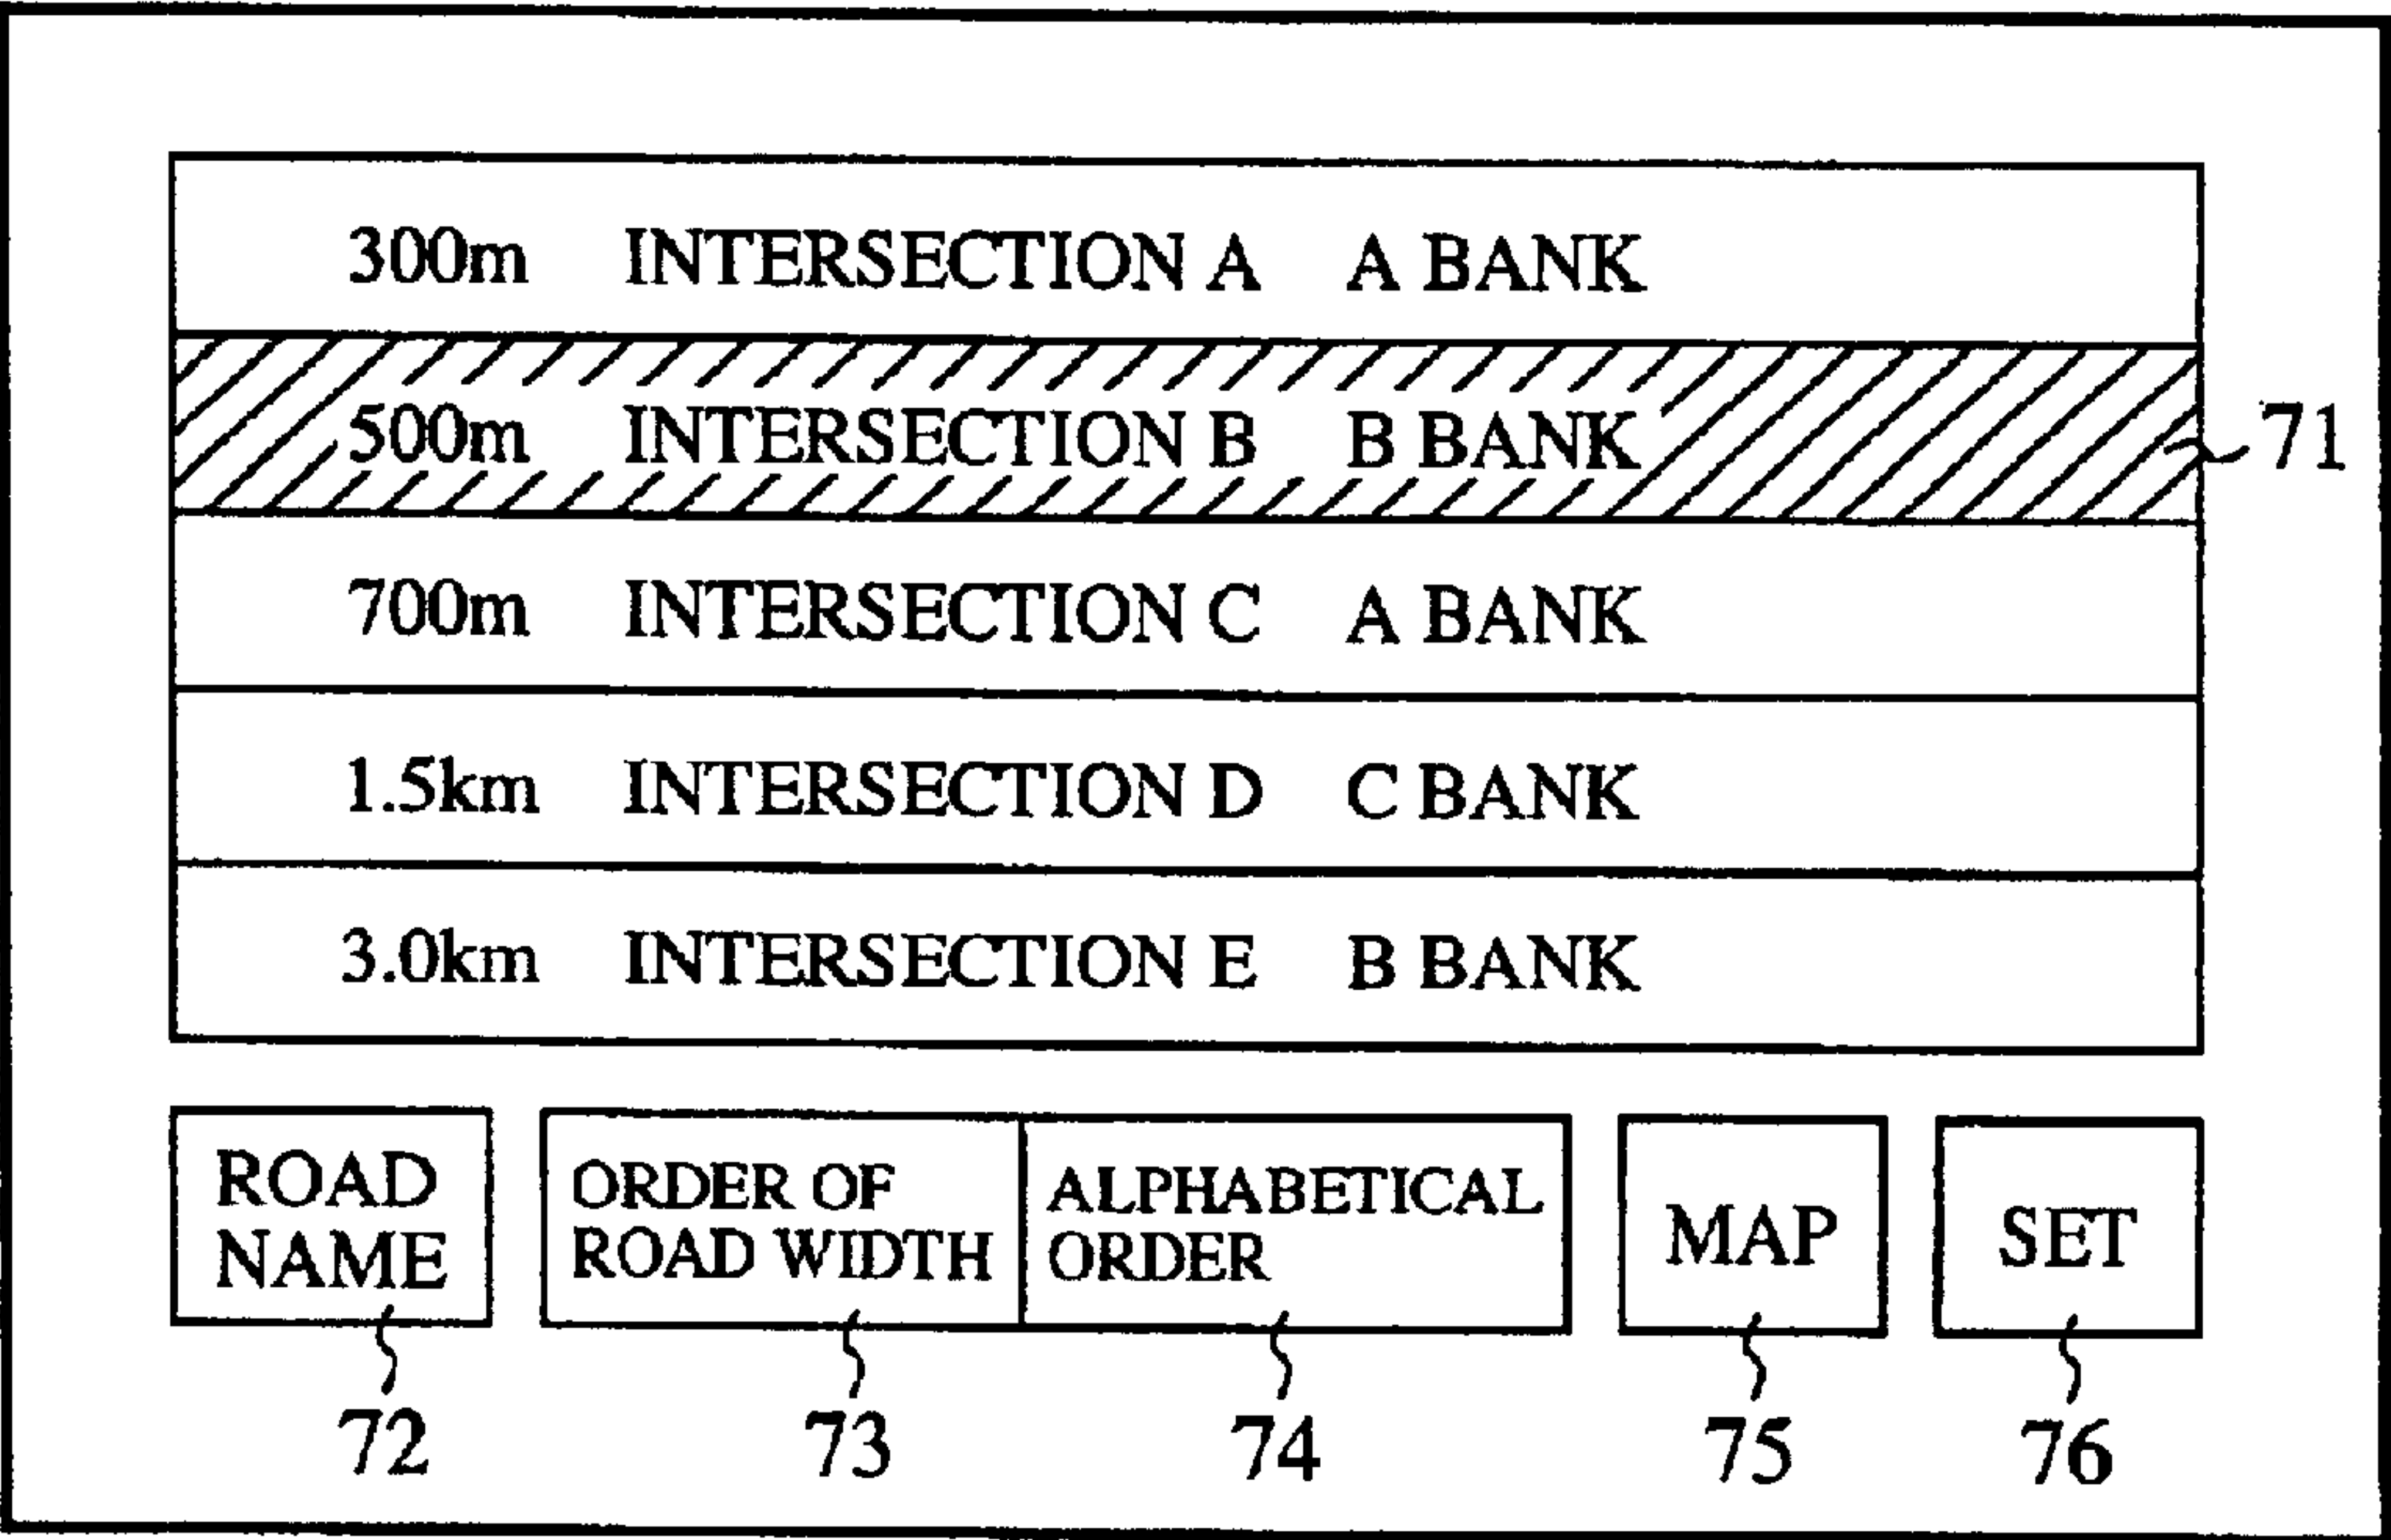 300m INTERSECTION A A BANK
500m INTERSECTION B B BANK
71
700m INTERSECTION C A BANK
1.5km INTERSECTION D C BANK
3.0km INTERSECTION E B BANK
ROAD
NAME
ORDER OF
ROAD WIDTH
ALPHABETICAL
ORDER
MAP
SET
72
73
74
75
76